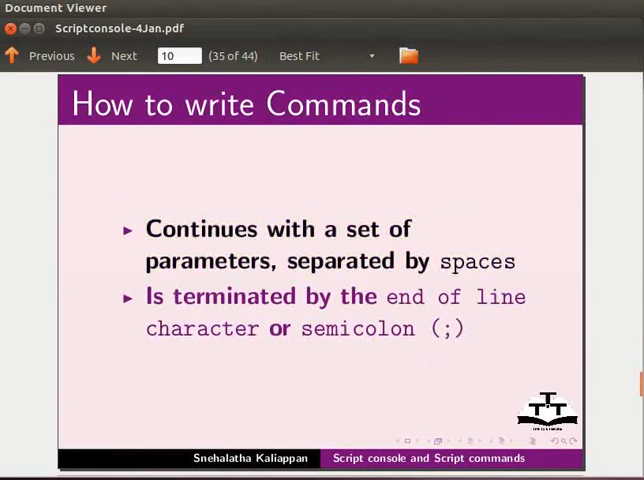 Document Viewer
Scriptconsole-4Jan.pdf
Previous Next 10 (35 of 44) Best Fit
How to write Commands
Continues with a set of
parameters, separated by spaces
Is terminated by the end of line
character or semicolon (;)
Snehalatha Kaliappan Script console and Script commands